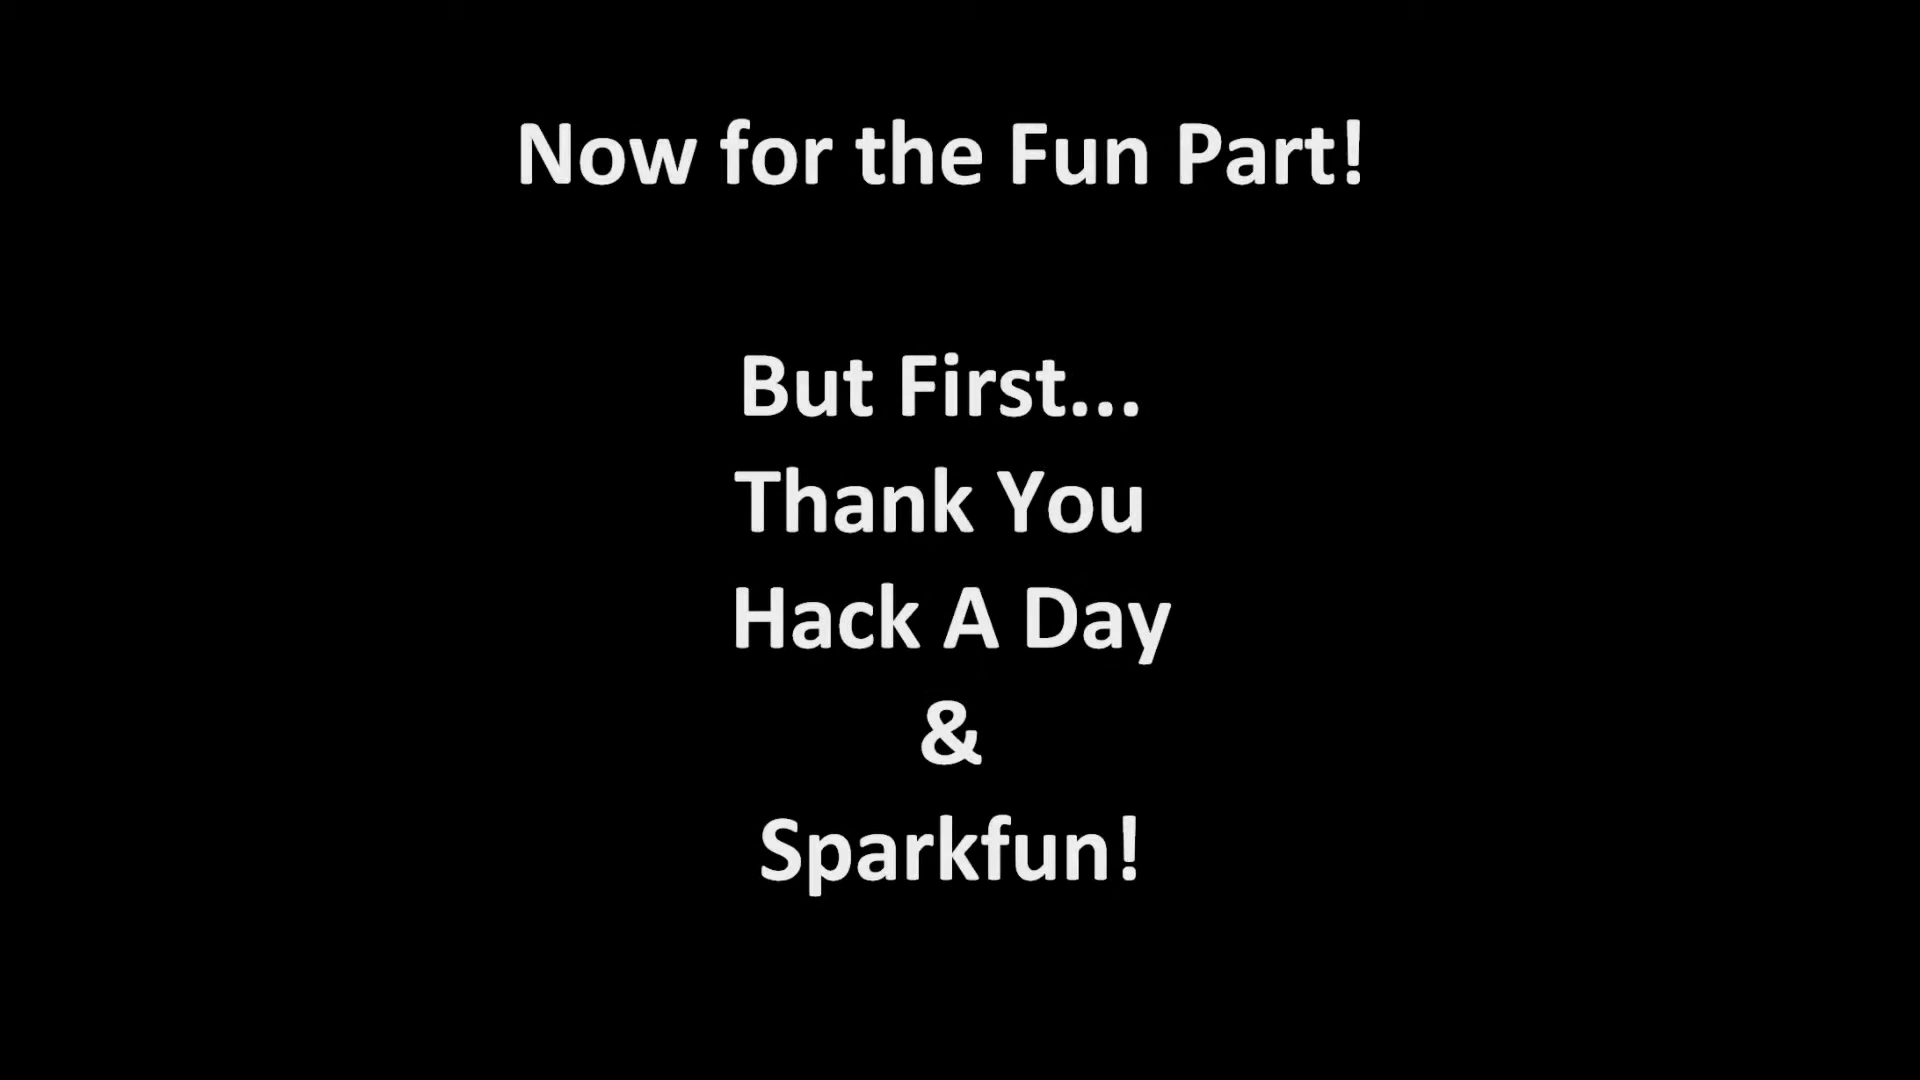 Now for the Fun Part!
But First...
Thank You
Hack A Day
&
Sparkfun!